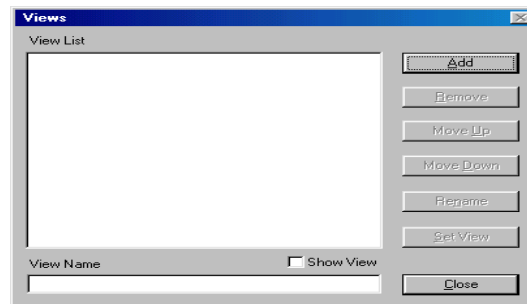 Views
View List
Add
Remove
Move Up
Move Down
Rename
Set View
View Name
Show View
Close